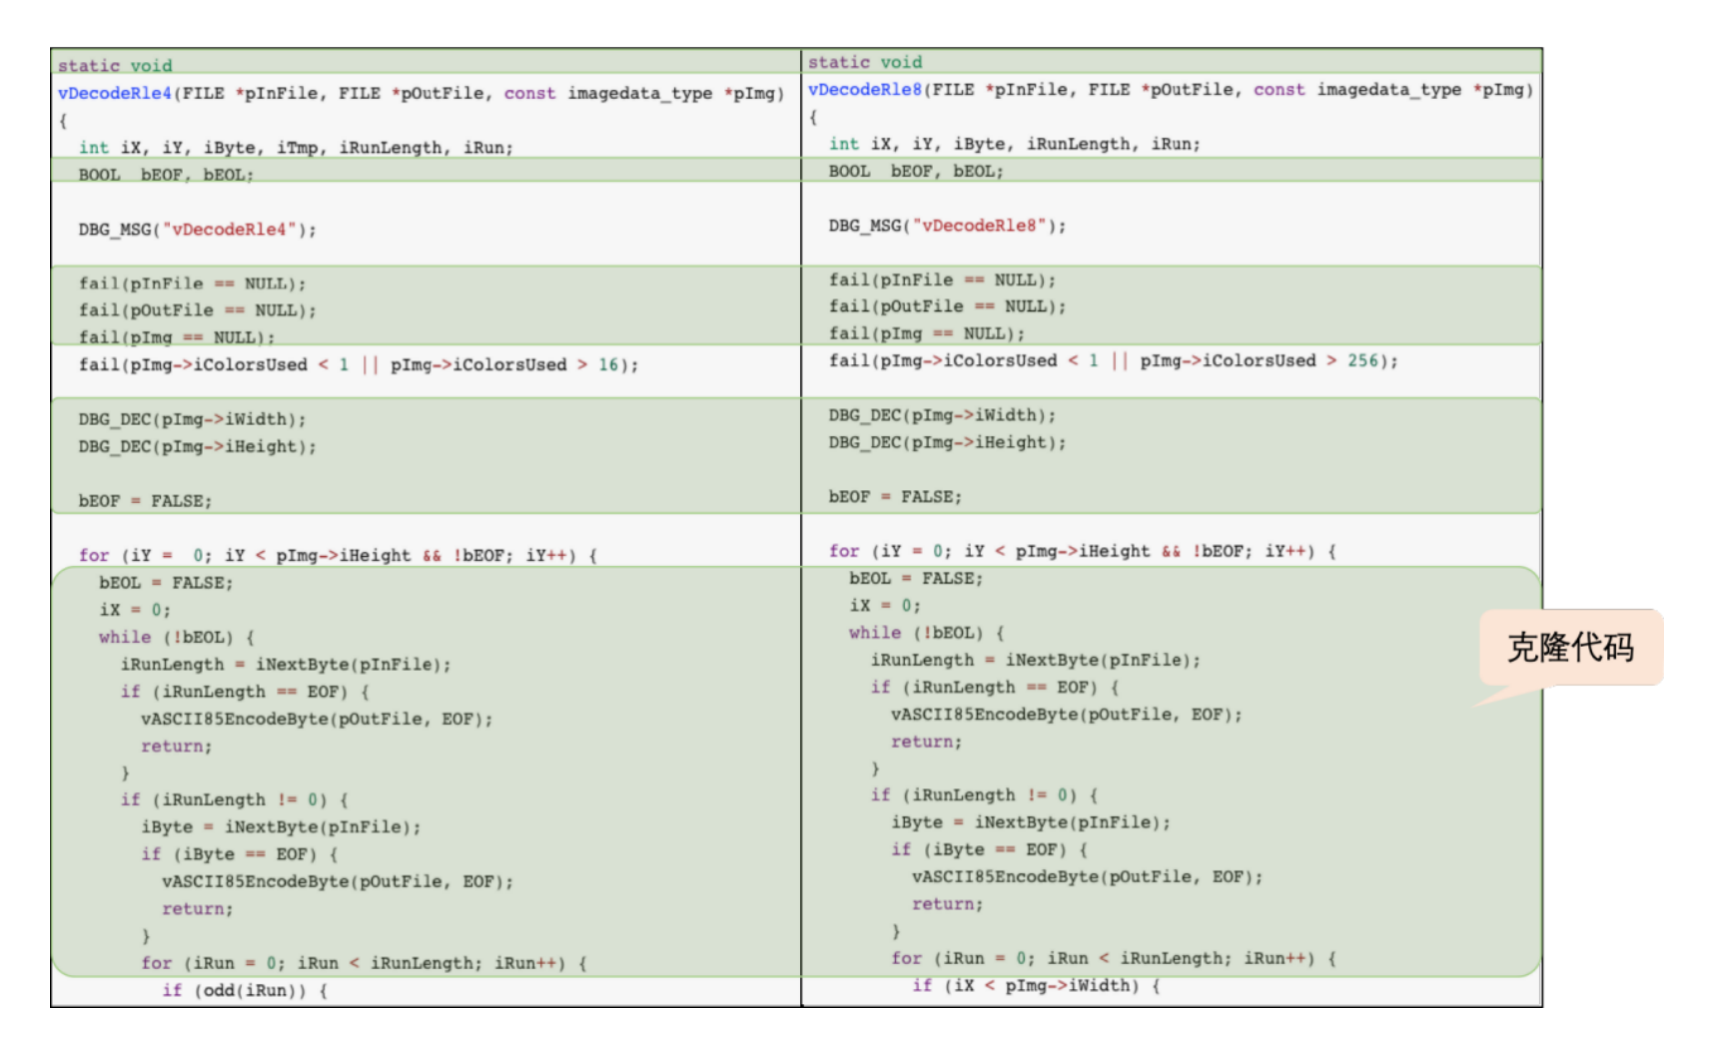 static void
vDecodeRle4(FILE *pInFile, FILE *pOutFile, const imagedata_type *pImg)
{
  int iX, iY, iByte, iTmp, iRunLength, iRun;
  BOOL  bEOF, bEOL;

  DBG_MSG("vDecodeRle4");

  fail(pInFile == NULL);
  fail(pOutFile == NULL);
  fail(pImg == NULL);
  fail(pImg->iColorsUsed < 1 || pImg->iColorsUsed > 16);

  DBG_DEC(pImg->iWidth);
  DBG_DEC(pImg->iHeight);

  bEOF = FALSE;

  for (iY =  0; iY < pImg->iHeight && !bEOF; iY++) {
    bEOL = FALSE;
    iX = 0;
    while (!bEOL) {
      iRunLength = iNextByte(pInFile);
      if (iRunLength == EOF) {
        vASCII85EncodeByte(pOutFile, EOF);
        return;
      }
      if (iRunLength != 0) {
        iByte = iNextByte(pInFile);
        if (iByte == EOF) {
          vASCII85EncodeByte(pOutFile, EOF);
          return;
        }
        for (iRun = 0; iRun < iRunLength; iRun++) {
          if (odd(iRun)) {
static void
vDecodeRle8(FILE *pInFile, FILE *pOutFile, const imagedata_type *pImg)
{
  int iX, iY, iByte, iRunLength, iRun;
  BOOL  bEOF, bEOL;

  DBG_MSG("vDecodeRle8");

  fail(pInFile == NULL);
  fail(pOutFile == NULL);
  fail(pImg == NULL);
  fail(pImg->iColorsUsed < 1 || pImg->iColorsUsed > 256);

  DBG_DEC(pImg->iWidth);
  DBG_DEC(pImg->iHeight);

  bEOF = FALSE;

  for (iY = 0; iY < pImg->iHeight && !bEOF; iY++) {
    bEOL = FALSE;
    iX = 0;
    while (!bEOL) {
      iRunLength = iNextByte(pInFile);
      if (iRunLength == EOF) {
        vASCII85EncodeByte(pOutFile, EOF);
        return;
      }
      if (iRunLength != 0) {
        iByte = iNextByte(pInFile);
        if (iByte == EOF) {
          vASCII85EncodeByte(pOutFile, EOF);
          return;
        }
        for (iRun = 0; iRun < iRunLength; iRun++) {
          if (iX < pImg->iWidth) {
克隆代码